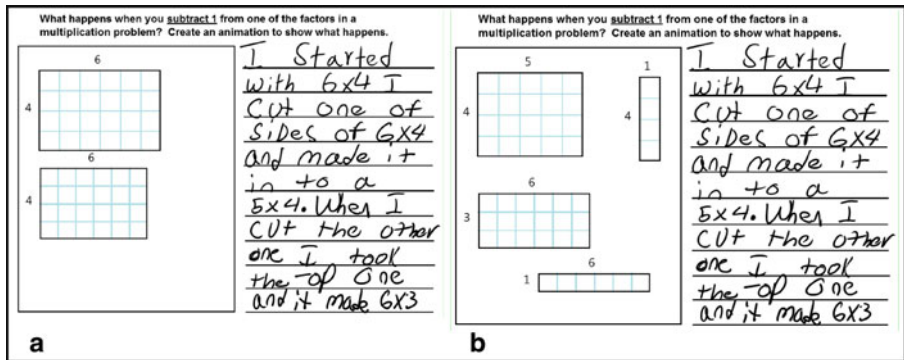 What happens when you subtract 1 from one of the factors in a
multiplication problem? Create an animation to show what happens.
6
4
6
4
I Started
with 6x4 I
Cut one of
SiDes of 6x4
and made it
in to a
5x4. When I
CUt the other
one I took
the top One
and it made 6x3
a
What happens when you subtract 1 from one of the factors in a
multiplication problem? Create an animation to show what happens.
5
4
1
4
6
3
6
1
I Started
with 6x4 I
Cut one of
SiDes of 6x4
and made it
in to a
5x4. When I
CUt the other
one I took
the top One
and it made 6x3
b